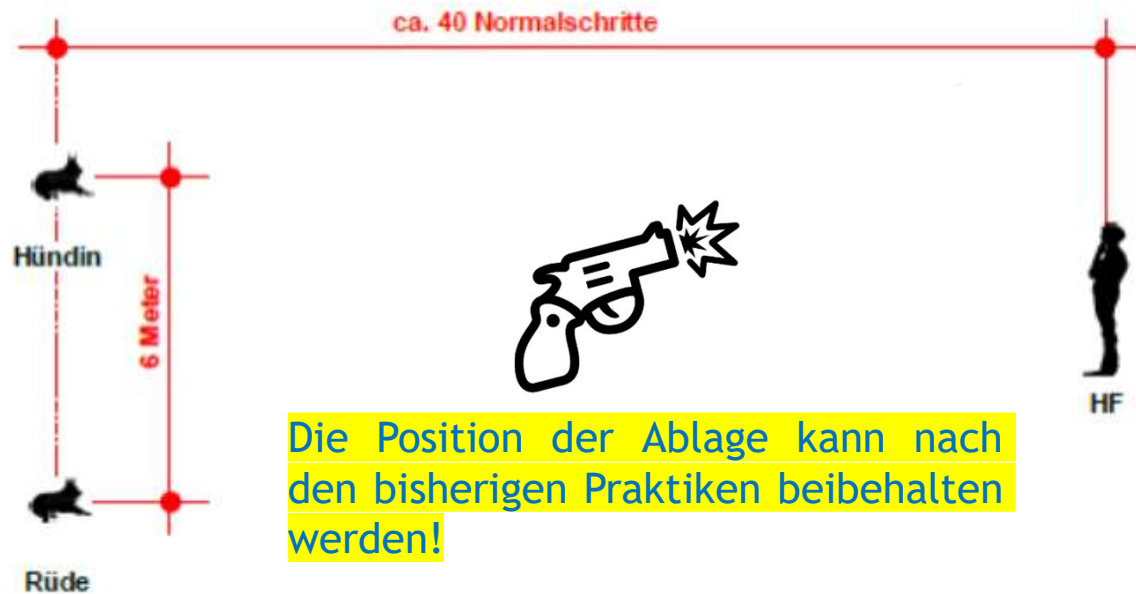 ca. 40 Normalschritte
Hündin
6 Meter
HF
Die Position der Ablage kann nach
den bisherigen Praktiken beibehalten
werden!
Rüde